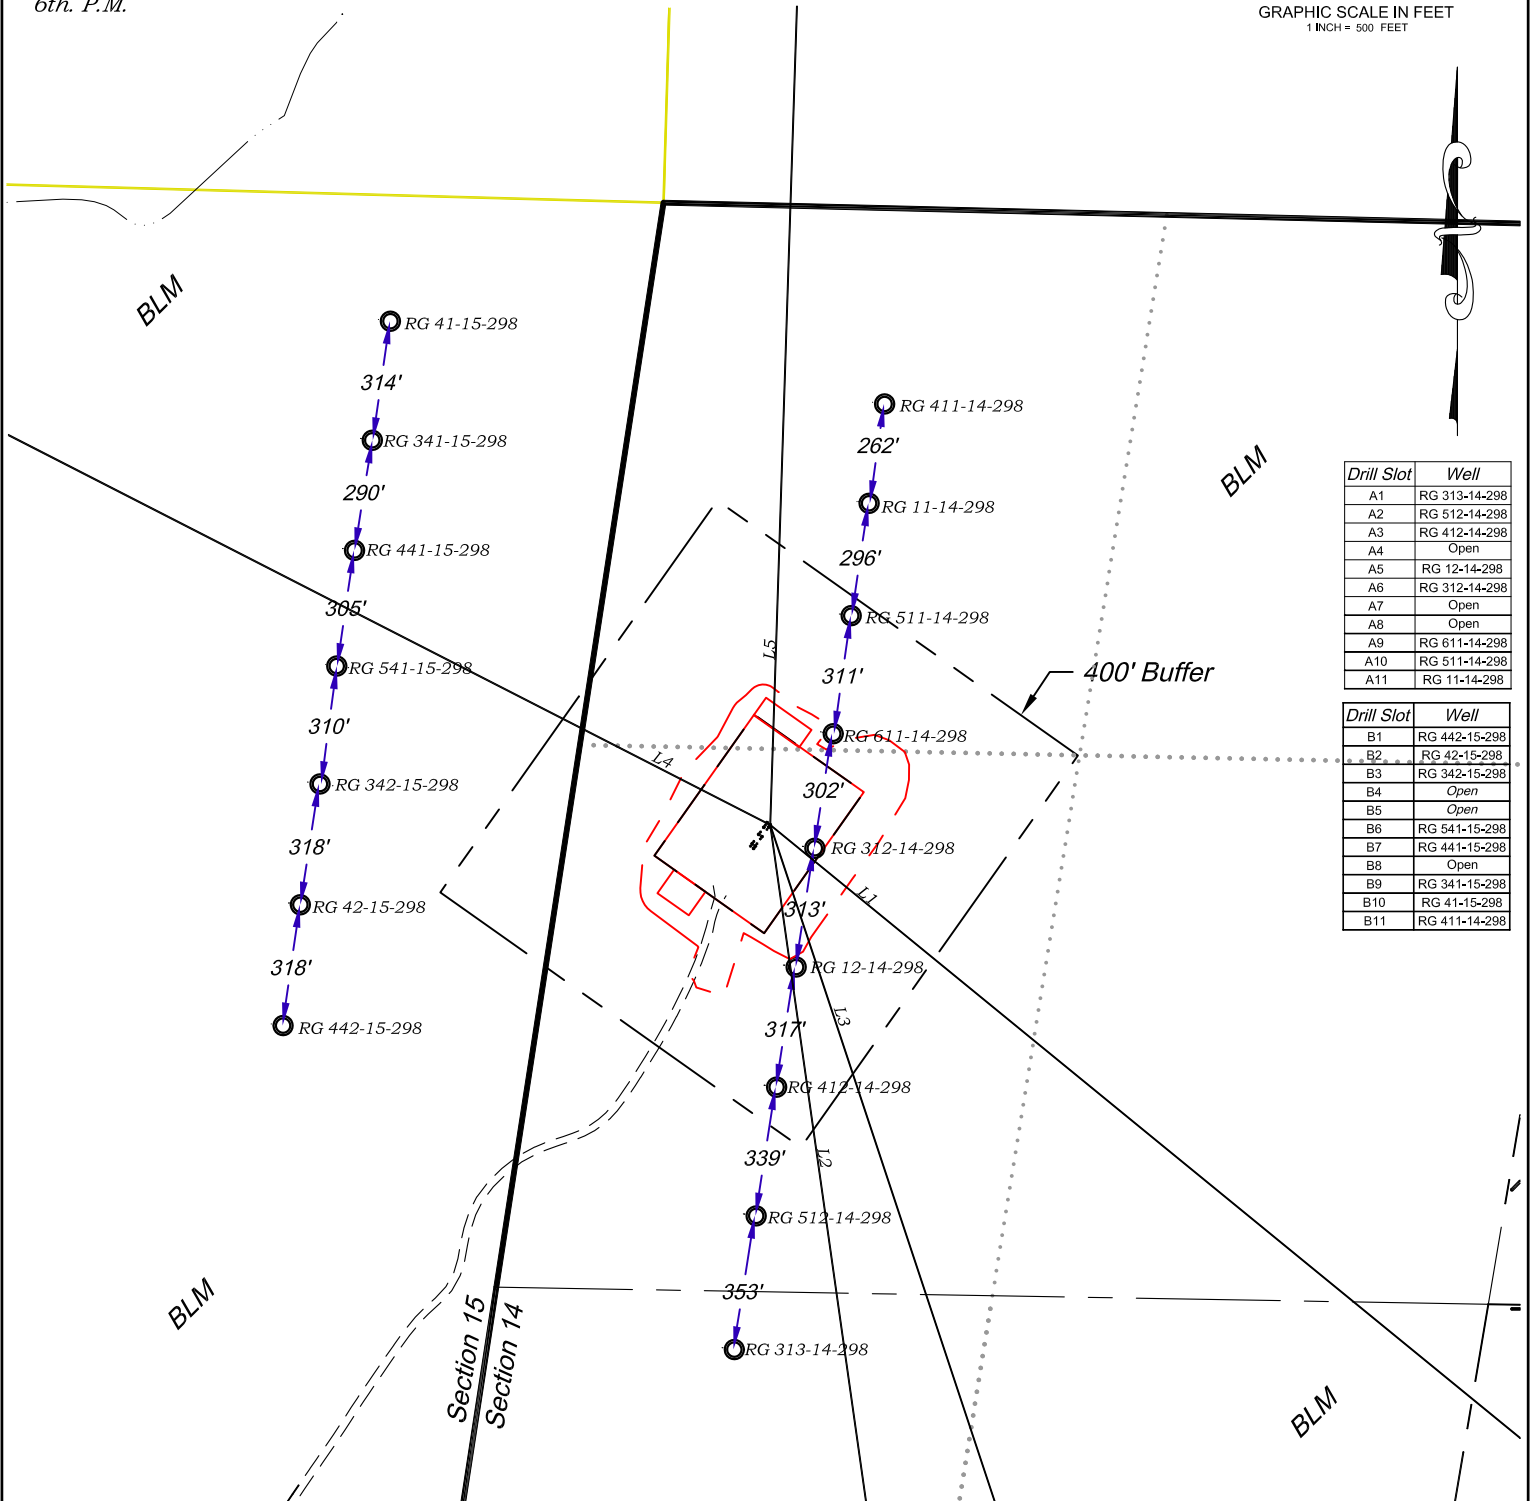 6th. P.M.
GRAPHIC SCALE IN FEET
1 INCH = 500 FEET
BLM
RG 41-15-298
314'
RG 341-15-298
290'
RG 441-15-298
305'
RG 541-15-298
310'
RG 342-15-298
318'
RG 42-15-298
318'
RG 442-15-298
RG 411-14-298
262'
RG 11-14-298
296'
RG 511-14-298
311'
RG 611-14-298
302'
RG 312-14-298
313'
RG 12-14-298
317'
RG 412-14-298
339'
RG 512-14-298
353'
RG 313-14-298
BLM
400' Buffer
L5
L4
L1
L3
L2
Drill Slot Well
A1 RG 313-14-298
A2 RG 512-14-298
A3 RG 412-14-298
A4 Open
A5 RG 12-14-298
A6 RG 312-14-298
A7 Open
A8 Open
A9 RG 611-14-298
A10 RG 511-14-298
A11 RG 11-14-298
Drill Slot Well
B1 RG 442-15-298
B2 RG 42-15-298
B3 RG 342-15-298
B4 Open
B5 Open
B6 RG 541-15-298
B7 RG 441-15-298
B8 Open
B9 RG 341-15-298
B10 RG 41-15-298
B11 RG 411-14-298
BLM
Section 15
Section 14
BLM